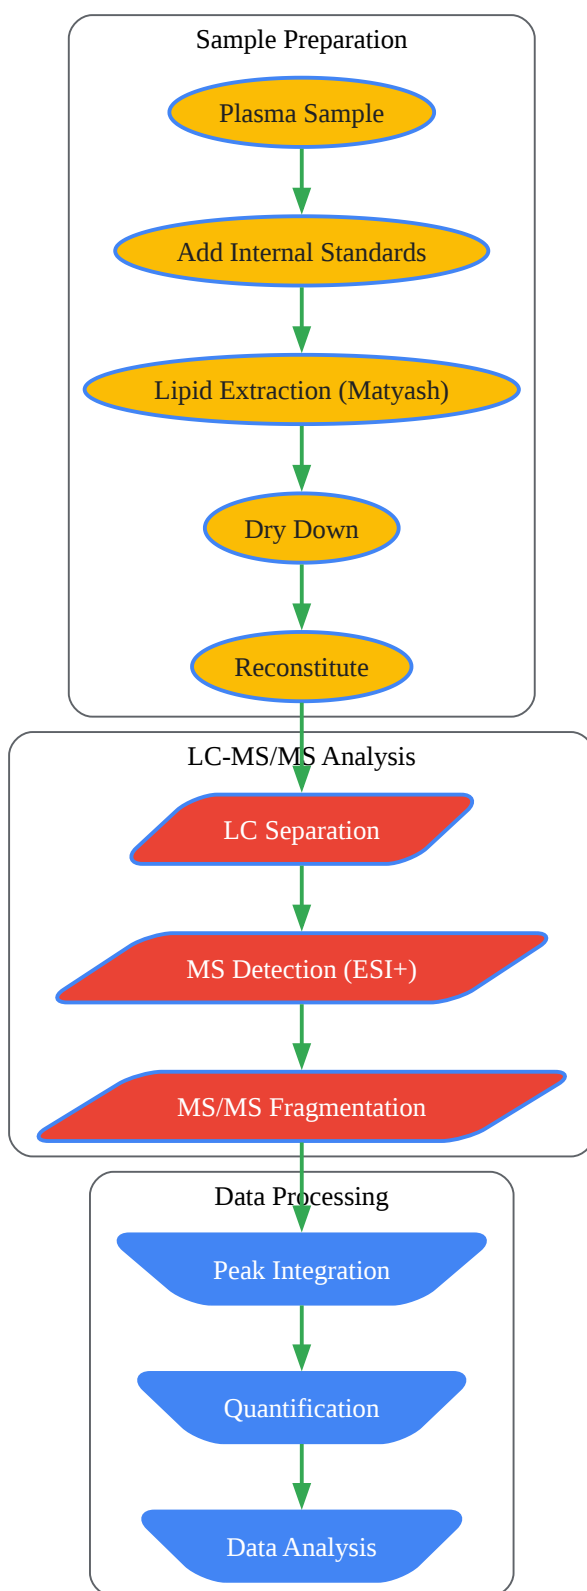 Sample Preparation
Plasma Sample
Add Internal Standards
Lipid Extraction (Matyash)
Dry Down
Reconstitute
LC-MS/MS Analysis
LC Separation
MS Detection (ESI+)
MS/MS Fragmentation
Data Processing
Peak Integration
Quantification
Data Analysis